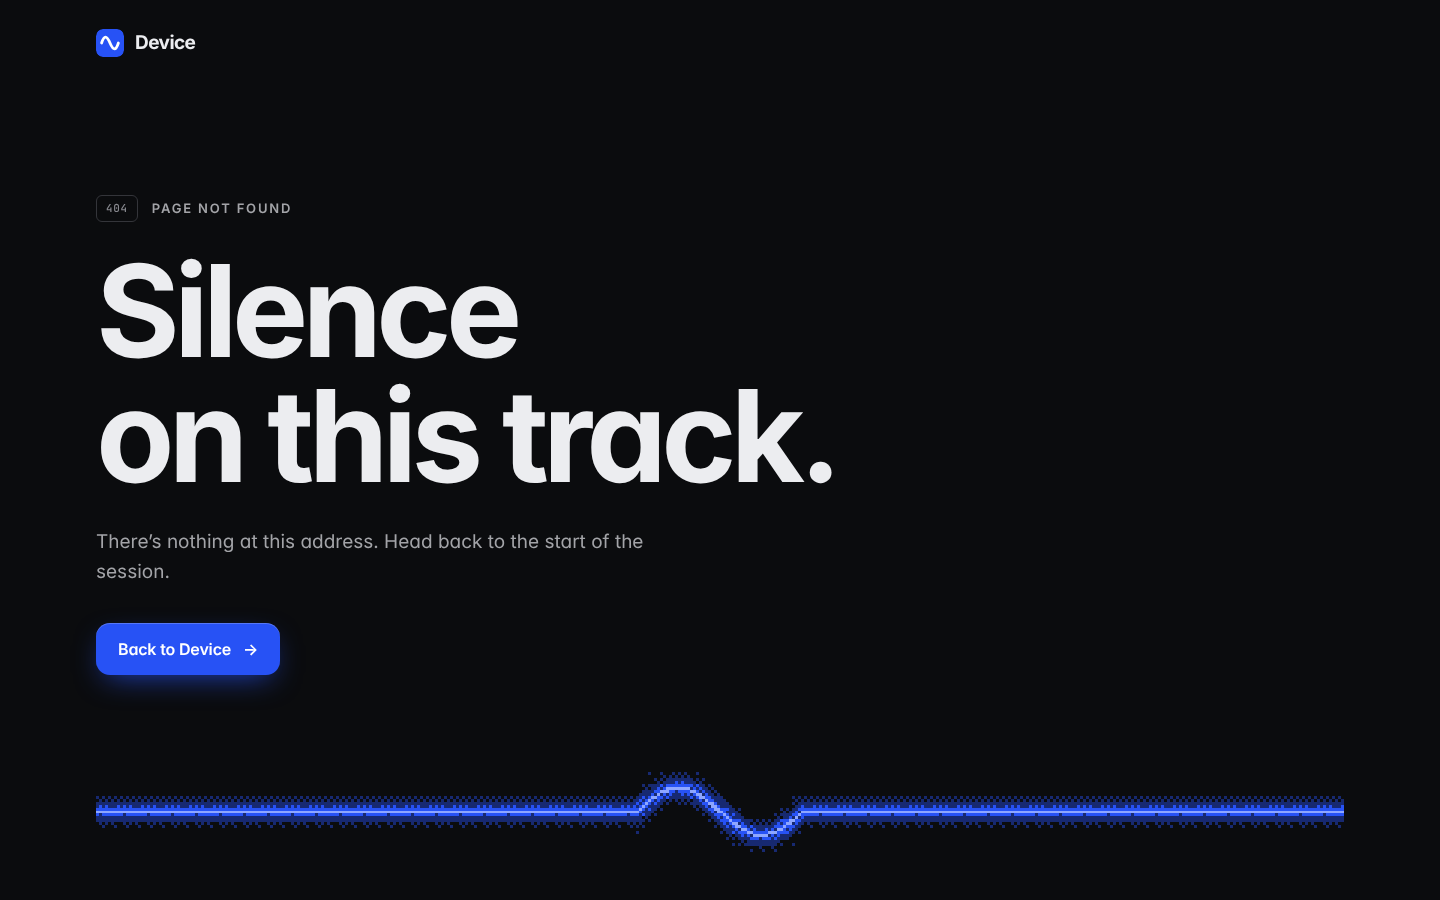 Device
404 PAGE NOT FOUND
Silence
on this track.
There’s nothing at this address. Head back to the start of the
session.
Back to Device →